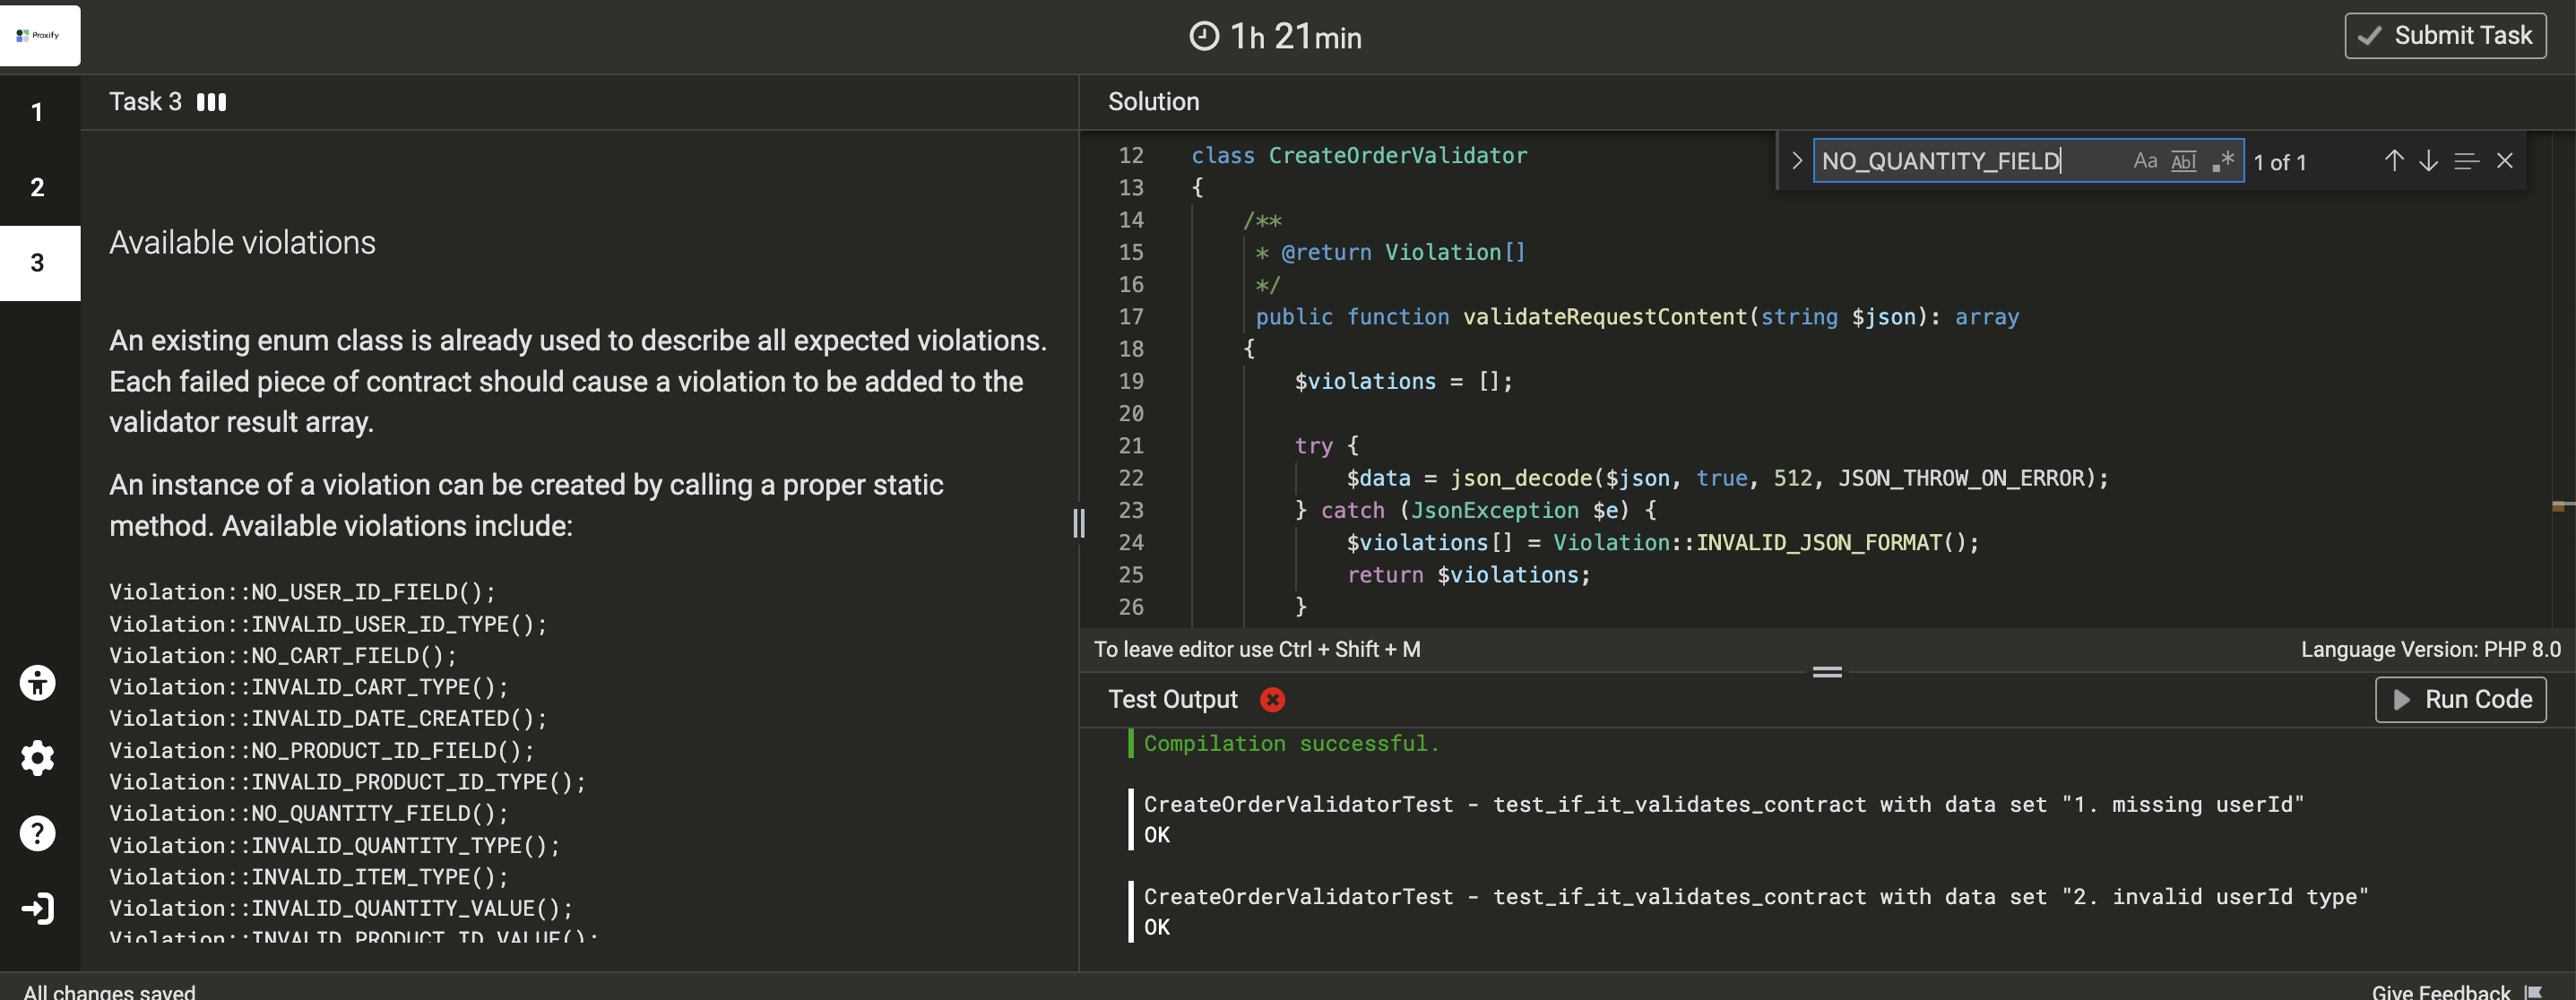 Proxify
1h 21min
Submit Task
1
2
3
Task 3
Available violations
An existing enum class is already used to describe all expected violations.
Each failed piece of contract should cause a violation to be added to the
validator result array.
An instance of a violation can be created by calling a proper static
method. Available violations include:
Violation::NO_USER_ID_FIELD();
Violation::INVALID_USER_ID_TYPE();
Violation::NO_CART_FIELD();
Violation::INVALID_CART_TYPE();
Violation::INVALID_DATE_CREATED();
Violation::NO_PRODUCT_ID_FIELD();
Violation::INVALID_PRODUCT_ID_TYPE();
Violation::NO_QUANTITY_FIELD();
Violation::INVALID_QUANTITY_TYPE();
Violation::INVALID_ITEM_TYPE();
Violation::INVALID_QUANTITY_VALUE();
Violation::INVALID_PRODUCT_ID_VALUE();
Solution
NO_QUANTITY_FIELD
Aa Abl .*
1 of 1
12 class CreateOrderValidator
13 {
14 /**
15 * @return Violation[]
16 */
17 public function validateRequestContent(string $json): array
18 {
19 $violations = [];
20
21 try {
22 $data = json_decode($json, true, 512, JSON_THROW_ON_ERROR);
23 } catch (JsonException $e) {
24 $violations[] = Violation::INVALID_JSON_FORMAT();
25 return $violations;
26 }
To leave editor use Ctrl + Shift + M
Language Version: PHP 8.0
Test Output
Run Code
Compilation successful.
CreateOrderValidatorTest - test_if_it_validates_contract with data set "1. missing userId"
OK
CreateOrderValidatorTest - test_if_it_validates_contract with data set "2. invalid userId type"
OK
All changes saved
Give Feedback